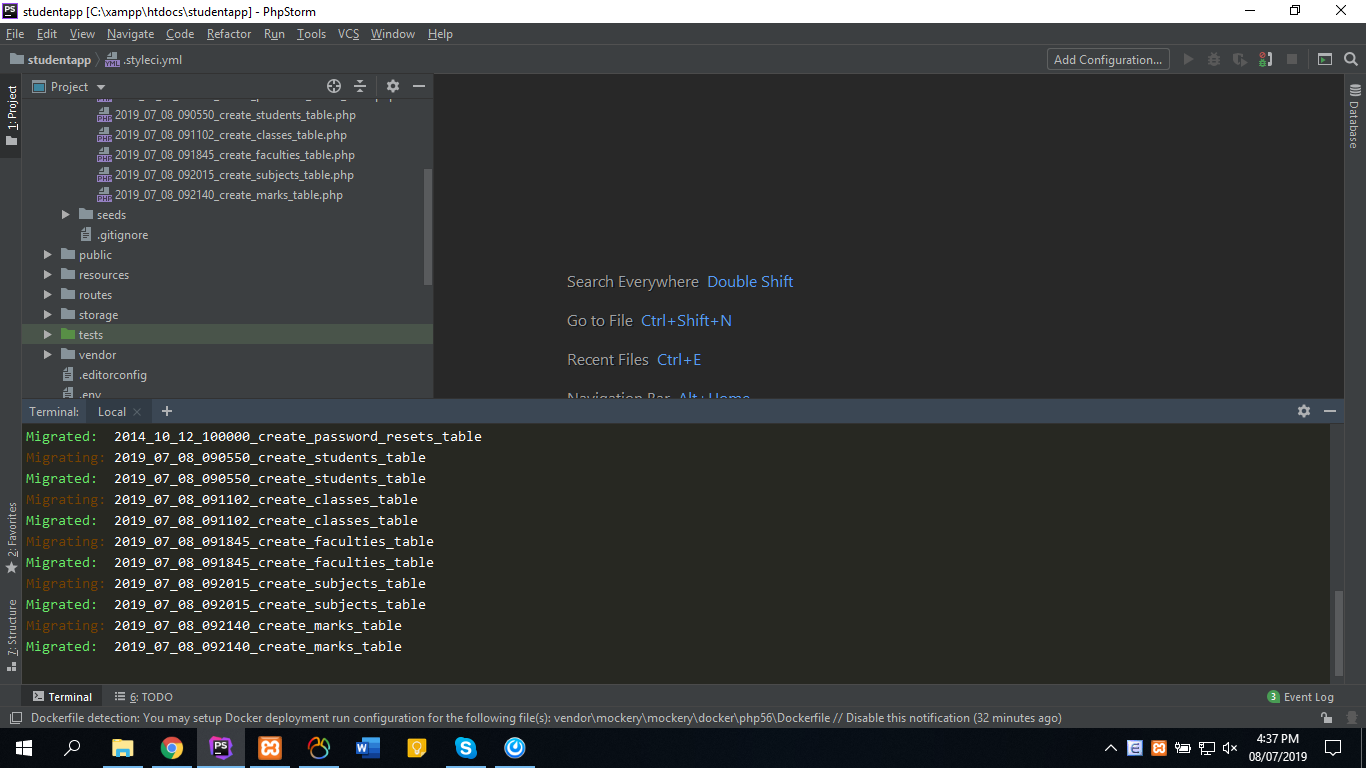 studentapp [C:\xampp\htdocs\studentapp] - PhpStorm
File Edit View Navigate Code Refactor Run Tools VCS Window Help
studentapp .styleci.yml Add Configuration...
1: Project
Project
2019_07_08_090550_create_students_table.php
2019_07_08_091102_create_classes_table.php
2019_07_08_091845_create_faculties_table.php
2019_07_08_092015_create_subjects_table.php
2019_07_08_092140_create_marks_table.php
seeds
.gitignore
public
resources
routes
storage
tests
vendor
.editorconfig
.env
Search Everywhere Double Shift
Go to File Ctrl+Shift+N
Recent Files Ctrl+E
Navigation Bar Alt+Home
Database
Terminal: Local
Migrated: 2014_10_12_100000_create_password_resets_table
Migrating: 2019_07_08_090550_create_students_table
Migrated: 2019_07_08_090550_create_students_table
Migrating: 2019_07_08_091102_create_classes_table
Migrated: 2019_07_08_091102_create_classes_table
Migrating: 2019_07_08_091845_create_faculties_table
Migrated: 2019_07_08_091845_create_faculties_table
Migrating: 2019_07_08_092015_create_subjects_table
Migrated: 2019_07_08_092015_create_subjects_table
Migrating: 2019_07_08_092140_create_marks_table
Migrated: 2019_07_08_092140_create_marks_table
2: Favorites
7: Structure
Terminal 6: TODO 3 Event Log
Dockerfile detection: You may setup Docker deployment run configuration for the following file(s): vendor\mockery\mockery\docker\php56\Dockerfile // Disable this notification (32 minutes ago)
4:37 PM
08/07/2019